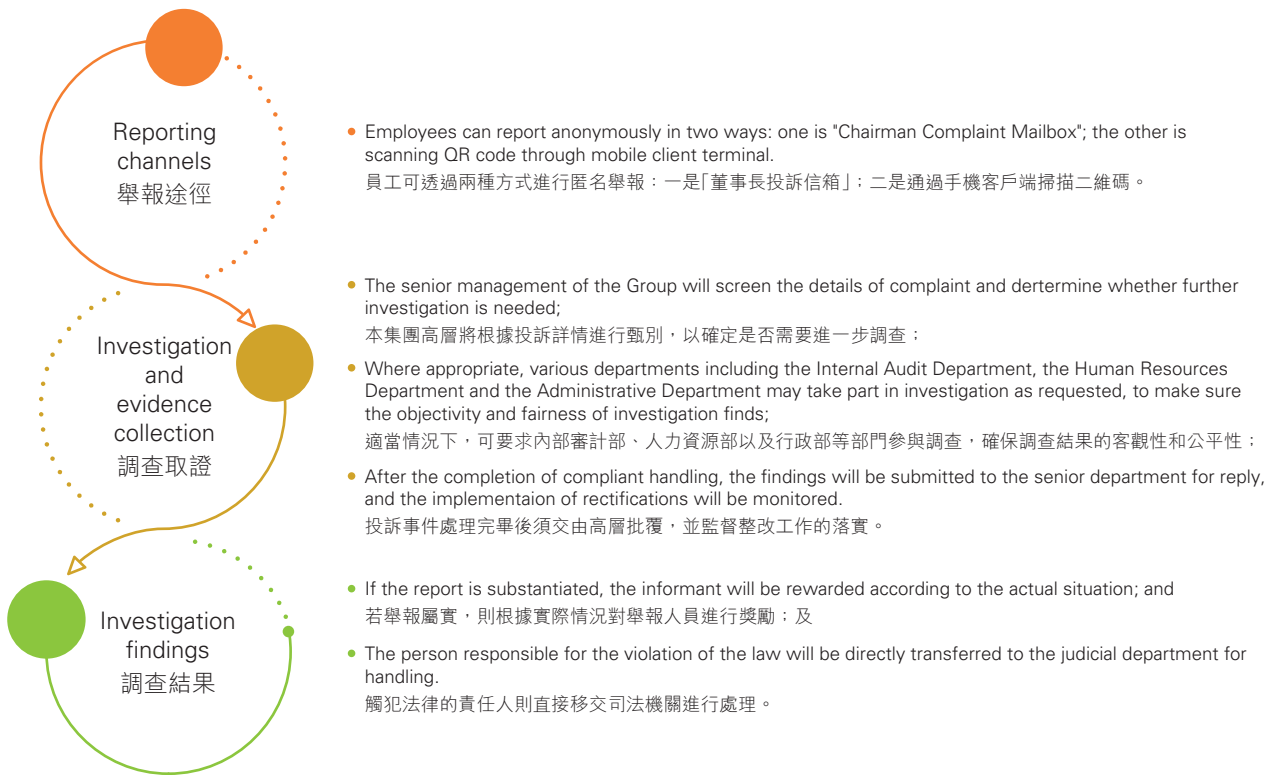 Reporting
channels
舉報途徑
• Employees can report anonymously in two ways: one is "Chairman Complaint Mailbox"; the other is
scanning QR code through mobile client terminal.
員工可透過兩種方式進行匿名舉報：一是「董事長投訴信箱」；二是通過手機客戶端掃描二維碼。
Investigation
and
evidence
collection
調查取證
• The senior management of the Group will screen the details of complaint and dertermine whether further
investigation is needed;
本集團高層將根據投訴詳情進行甄別，以確定是否需要進一步調查；
• Where appropriate, various departments including the Internal Audit Department, the Human Resources
Department and the Administrative Department may take part in investigation as requested, to make sure
the objectivity and fairness of investigation finds;
適當情況下，可要求內部審計部、人力資源部以及行政部等部門參與調查，確保調查結果的客觀性和公平性；
• After the completion of compliant handling, the findings will be submitted to the senior department for reply,
and the implementaion of rectifications will be monitored.
投訴事件處理完畢後須交由高層批覆，並監督整改工作的落實。
Investigation
findings
調查結果
• If the report is substantiated, the informant will be rewarded according to the actual situation; and
若舉報屬實，則根據實際情況對舉報人員進行獎勵；及
• The person responsible for the violation of the law will be directly transferred to the judicial department for
handling.
觸犯法律的責任人則直接移交司法機關進行處理。